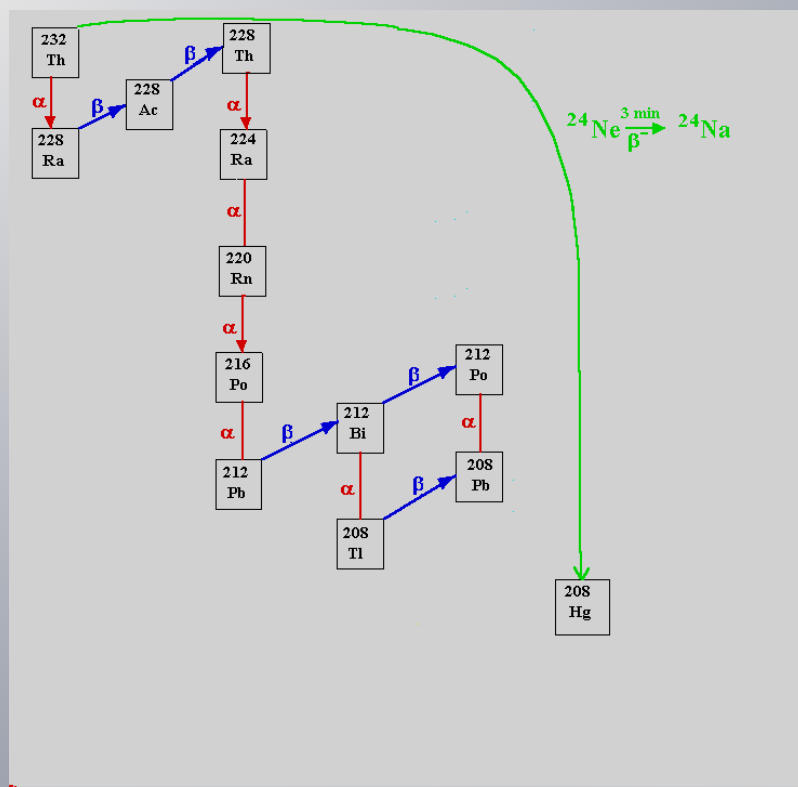 232
Th
228
Th
β
α
β
228
Ac
α
228
Ra
224
Ra
²⁴Ne 3 min β⁻ ²⁴Na
α
220
Rn
α
216
Po
212
Po
β
212
Bi
β
α
α
212
Pb
208
Pb
α
β
208
Tl
208
Hg